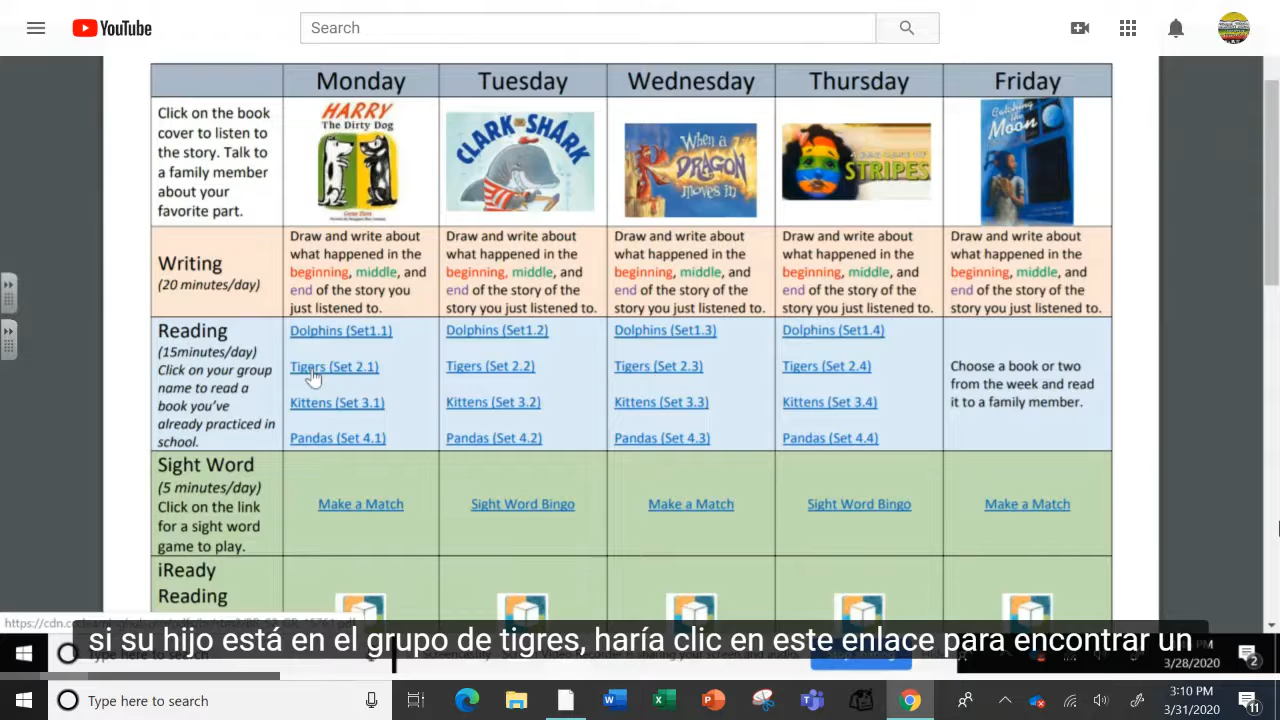 YouTube
Search
Monday
Tuesday
Wednesday
Thursday
Friday
Click on the book
cover to listen to
the story. Talk to
a family member
about your
favorite part.
HARRY
The Dirty Dog
CLARK THE SHARK
When a
DRAGON
moves in
STRIPES
Catching
the
Moon
Writing
(20 minutes/day)
Draw and write about
what happened in the
beginning, middle, and
end of the story you
just listened to.
Draw and write about
what happened in the
beginning, middle, and
end of the story of the
story you just listened to.
Draw and write about
what happened in the
beginning, middle, and
end of the story of the
story you just listened to.
Draw and write about
what happened in the
beginning, middle, and
end of the story of the
story you just listened to.
Draw and write about
what happened in the
beginning, middle, and
end of the story of the
story you just listened to.
Reading
(15minutes/day)
Click on your group
name to read a
book you've
already practiced in
school.
Dolphins (Set1.1)
Tigers (Set 2.1)
Kittens (Set 3.1)
Pandas (Set 4.1)
Dolphins (Set1.2)
Tigers (Set 2.2)
Kittens (Set 3.2)
Pandas (Set 4.2)
Dolphins (Set1.3)
Tigers (Set 2.3)
Kittens (Set 3.3)
Pandas (Set 4.3)
Dolphins (Set1.4)
Tigers (Set 2.4)
Kittens (Set 3.4)
Pandas (Set 4.4)
Choose a book or two
from the week and read
it to a family member.
Sight Word
(5 minutes/day)
Click on the link
for a sight word
game to play.
Make a Match
Sight Word Bingo
Make a Match
Sight Word Bingo
Make a Match
iReady
Reading
si su hijo está en el grupo de tigres, haría clic en este enlace para encontrar un
Type here to search
PM
3/28/2020
2
Type here to search
3:10 PM
3/31/2020
11